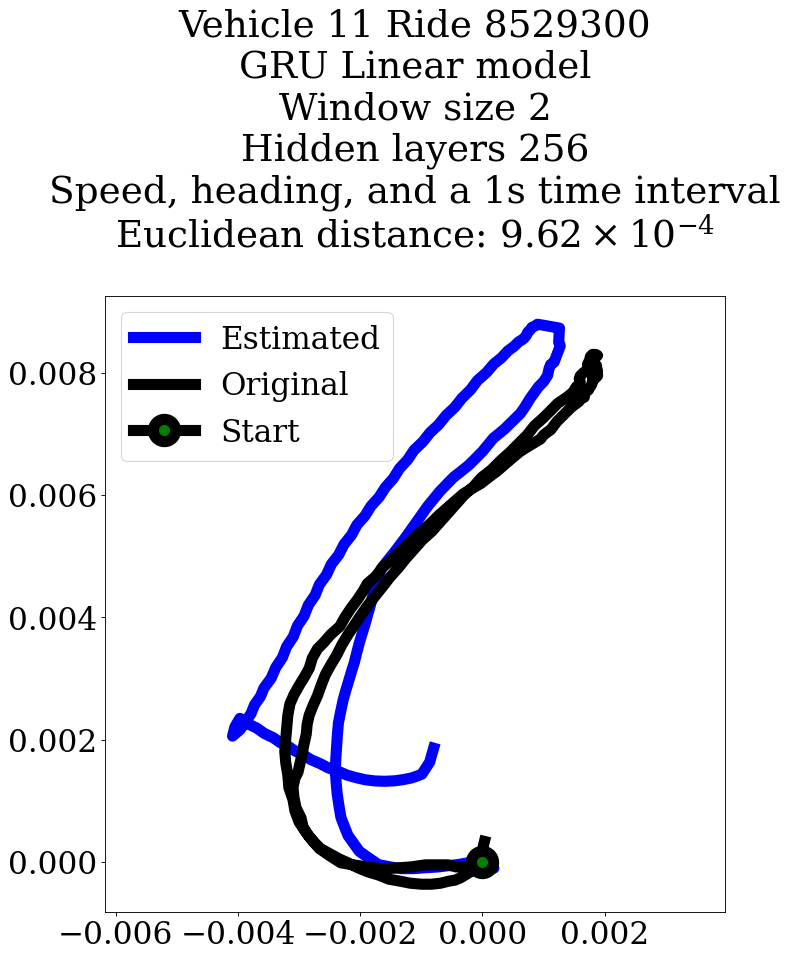 Vehicle 11 Ride 8529300
GRU Linear model
Window size 2
Hidden layers 256
Speed, heading, and a 1s time interval
Euclidean distance: 9.62 × 10⁻⁴
Estimated
Original
Start
0.008
0.006
0.004
0.002
0.000
−0.006 −0.004 −0.002 0.000 0.002